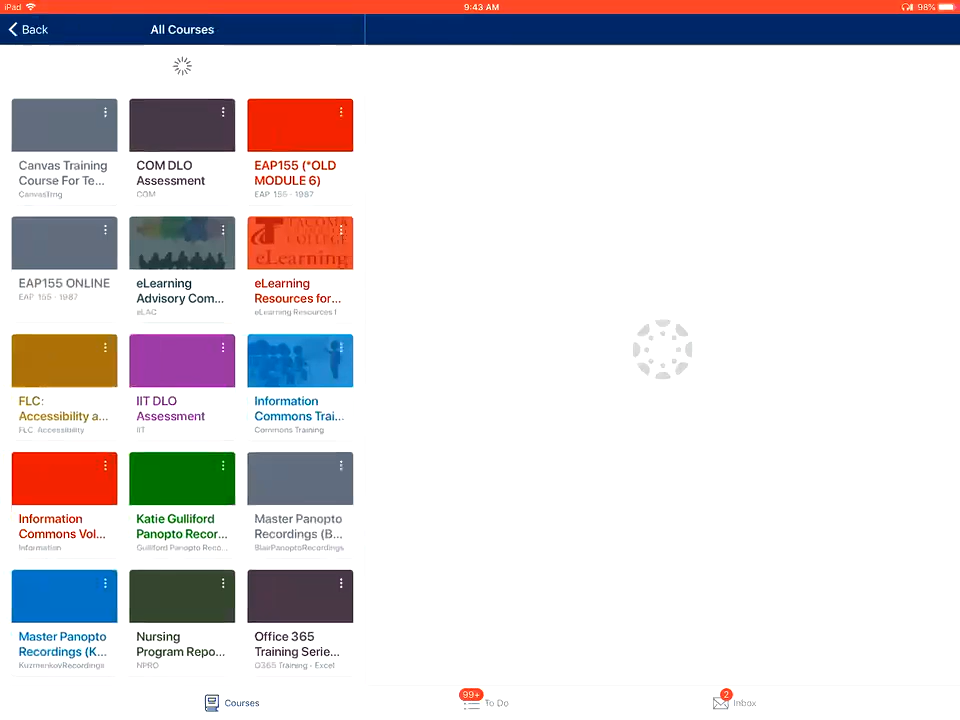 iPad
9:43 AM
98%
Back
All Courses
Canvas Training
Course For Te...
CanvasTing
COM DLO
Assessment
COM
EAP155 (*OLD
MODULE 6)
EAP 155 - 1987
EAP155 ONLINE
EAP 155 - 1987
eLearning
Advisory Com...
eLAC
TACOMA
COLLEGE
eLearning
eLearning
Resources for...
eLearning Resources f
FLC:
Accessibility a...
FLC Accessibility
IIT DLO
Assessment
IIT
Information
Commons Trai...
Commons Training
Information
Commons Vol...
Information
Katie Gulliford
Panopto Recor...
Gulliford Panopto Reco...
Master Panopto
Recordings (B...
BlairPanoptoRecordings
Master Panopto
Recordings (K...
KuzmenkovRecordings
Nursing
Program Repo...
NPRO
Office 365
Training Serie...
O365 Training - Excel
Courses
99+
To Do
2
Inbox